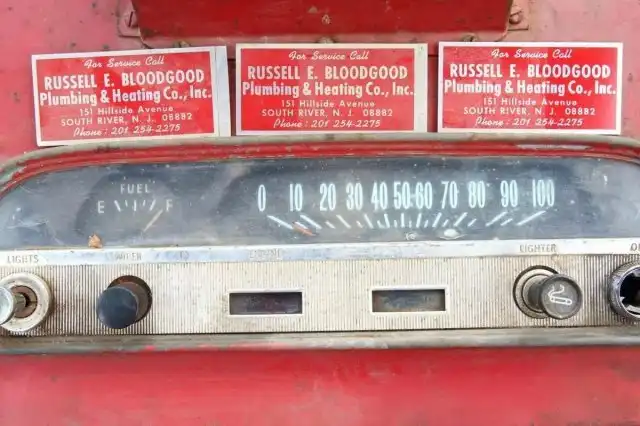 For Service Call
RUSSELL E. BLOODGOOD
Plumbing & Heating Co., Inc.
151 Hillside Avenue
SOUTH RIVER, N. J. 08882
Phone: 201 254-2275
For Service Call
RUSSELL E. BLOODGOOD
Plumbing & Heating Co., Inc.
151 Hillside Avenue
SOUTH RIVER, N. J. 08882
Phone: 201 254-2275
For Service Call
RUSSELL E. BLOODGOOD
Plumbing & Heating Co., Inc.
151 Hillside Avenue
SOUTH RIVER, N. J. 08882
Phone: 201 254-2275
FUEL
E F
0 10 20 30 40 50 60 70 80 90 100
LIGHTS LIGHTER